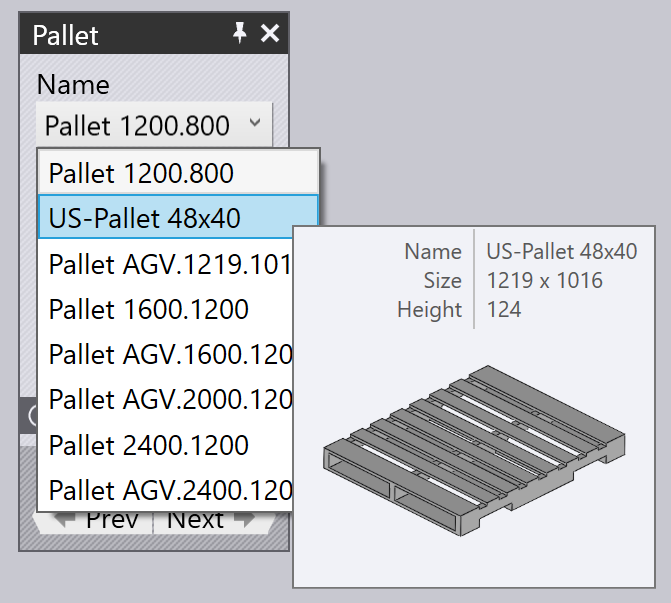 Pallet
Name
Pallet 1200.800
Pallet 1200.800
US-Pallet 48x40
Pallet AGV.1219.101
Pallet 1600.1200
Pallet AGV.1600.120
Pallet AGV.2000.120
Pallet 2400.1200
Pallet AGV.2400.120
Prev Next
Name US-Pallet 48x40
Size 1219 x 1016
Height 124